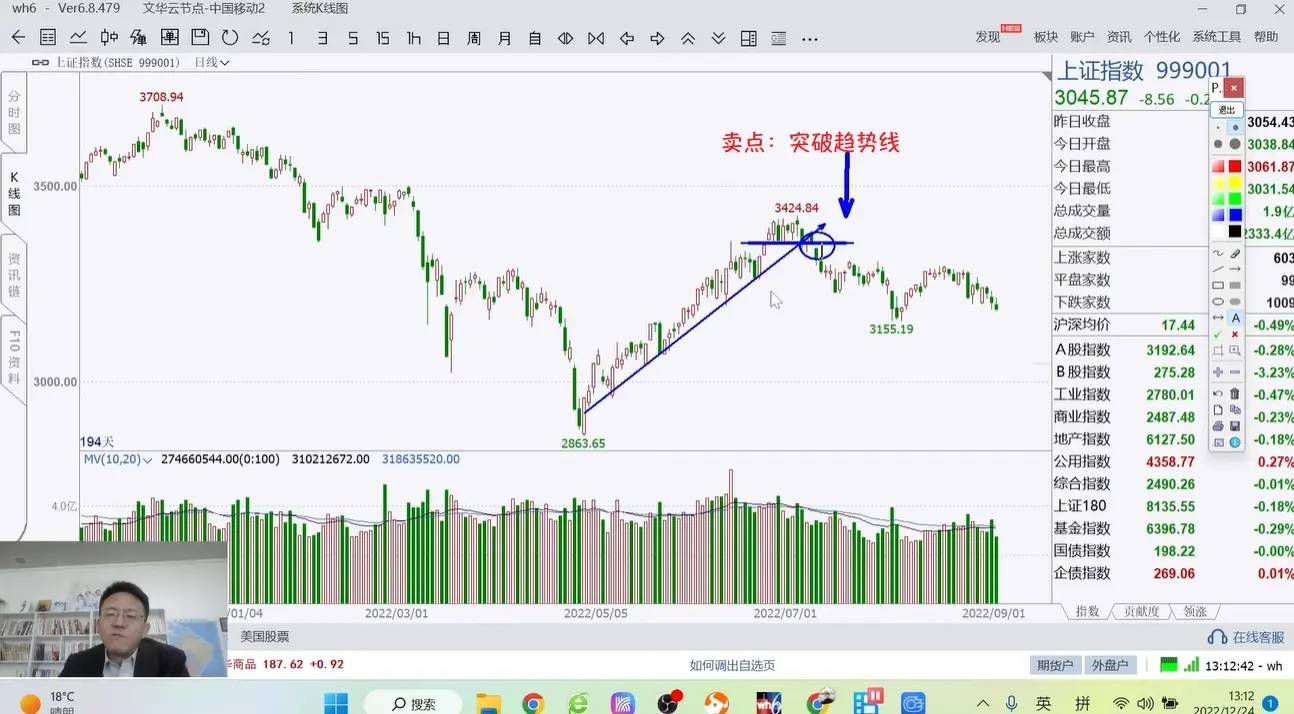 wh6 - Ver6.8.479 文华云节点-中国移动2 系统K线图
1 3 5 15 1h 日 周 月 自
发现 NEW 板块 账户 资讯 个性化 系统工具 帮助
上证指数(SHSE 999001) 日线
分时图
K线图
资讯链
F10资料
3708.94
3500.00
卖点：突破趋势线
3424.84
3155.19
3000.00
2863.65
194天
MV(10,20) 274660544.00(0:100) 310212672.00 318635520.00
4.0亿
/01/04 2022/03/01 2022/05/05 2022/07/01 2022/09/01
上证指数 999001
3045.87 -8.56
P..
退出
昨日收盘 3054.43
今日开盘 3038.84
今日最高 3061.87
今日最低 3031.54
总成交量 1.9亿
总成交额 2333.4亿
上涨家数 603
平盘家数 99
下跌家数 1009
沪深均价 17.44 -0.49%
A
A股指数 3192.64 -0.28%
B股指数 275.28 -3.23%
工业指数 2780.01 -0.47%
商业指数 2487.48 -0.23%
地产指数 6127.50 -0.18%
公用指数 4358.77 0.27%
综合指数 2490.26 -0.01%
上证180 8135.55 -0.18%
基金指数 6396.78 -0.29%
国债指数 198.22 -0.00%
企债指数 269.06 0.01%
指数 贡献度 领涨
美国股票
在线客服
商品 187.62 +0.92
如何调出自选页
期货户 外盘户 13:12:42 - wh
18°C
晴朗
搜索
wh6
英 拼
13:12
2022/12/24
1